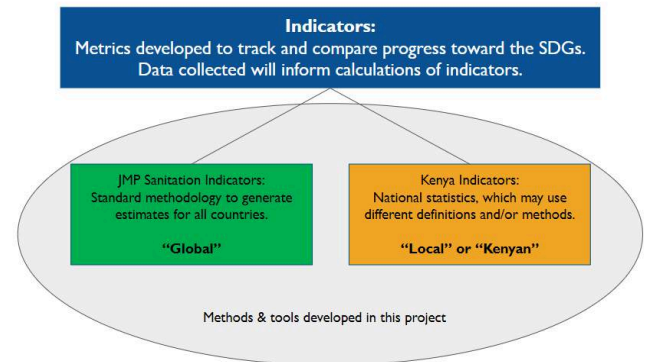 Indicators:
Metrics developed to track and compare progress toward the SDGs.
Data collected will inform calculations of indicators.
JMP Sanitation Indicators:
Standard methodology to generate
estimates for all countries.
“Global”
Kenya Indicators:
National statistics, which may use
different definitions and/or methods.
“Local” or “Kenyan”
Methods & tools developed in this project